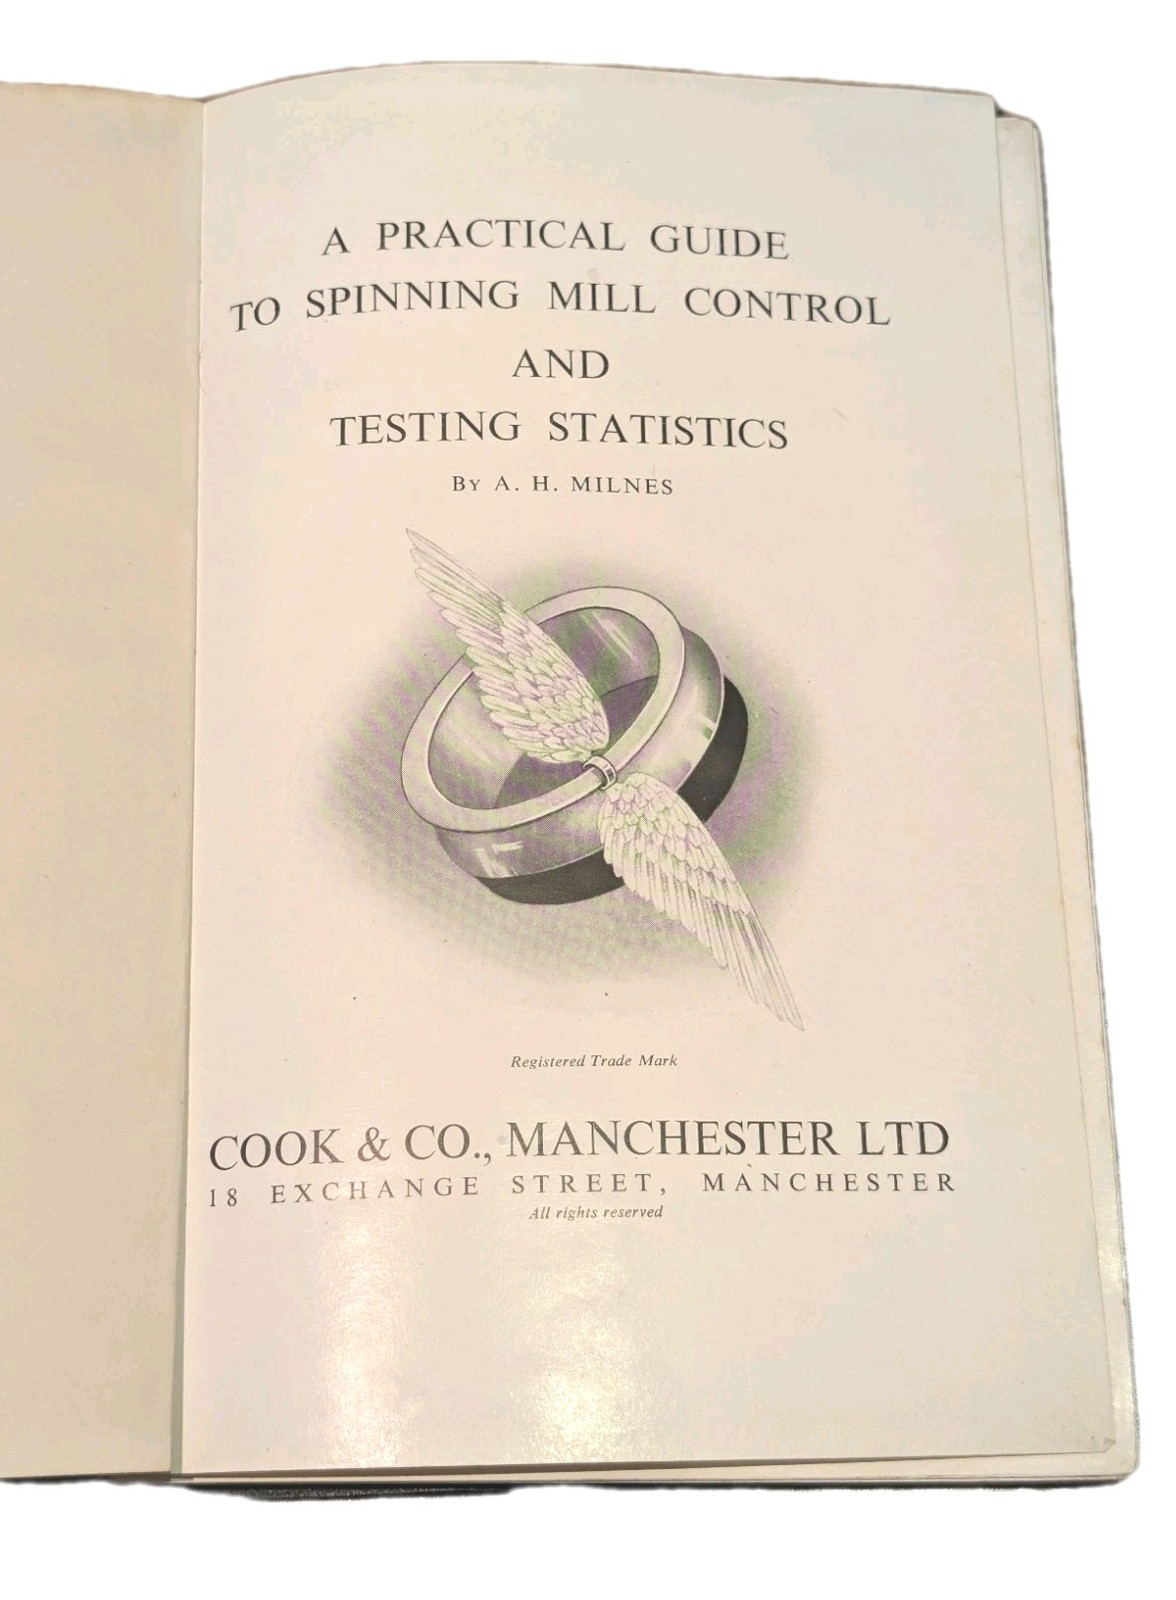 A PRACTICAL GUIDE
TO SPINNING MILL CONTROL
AND
TESTING STATISTICS
By A. H. MILNES
Registered Trade Mark
COOK & CO., MANCHESTER LTD
18 EXCHANGE STREET, MANCHESTER
All rights reserved